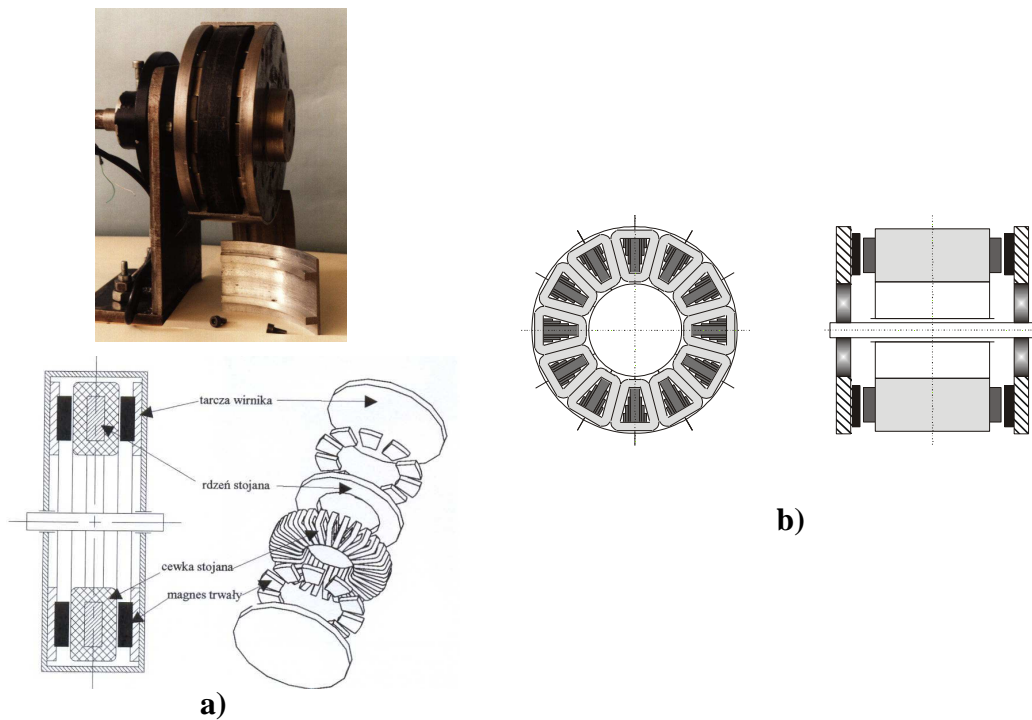 tarcza wirnika
rdzeń stojana
cewka stojana
magnes trwały
a)
b)